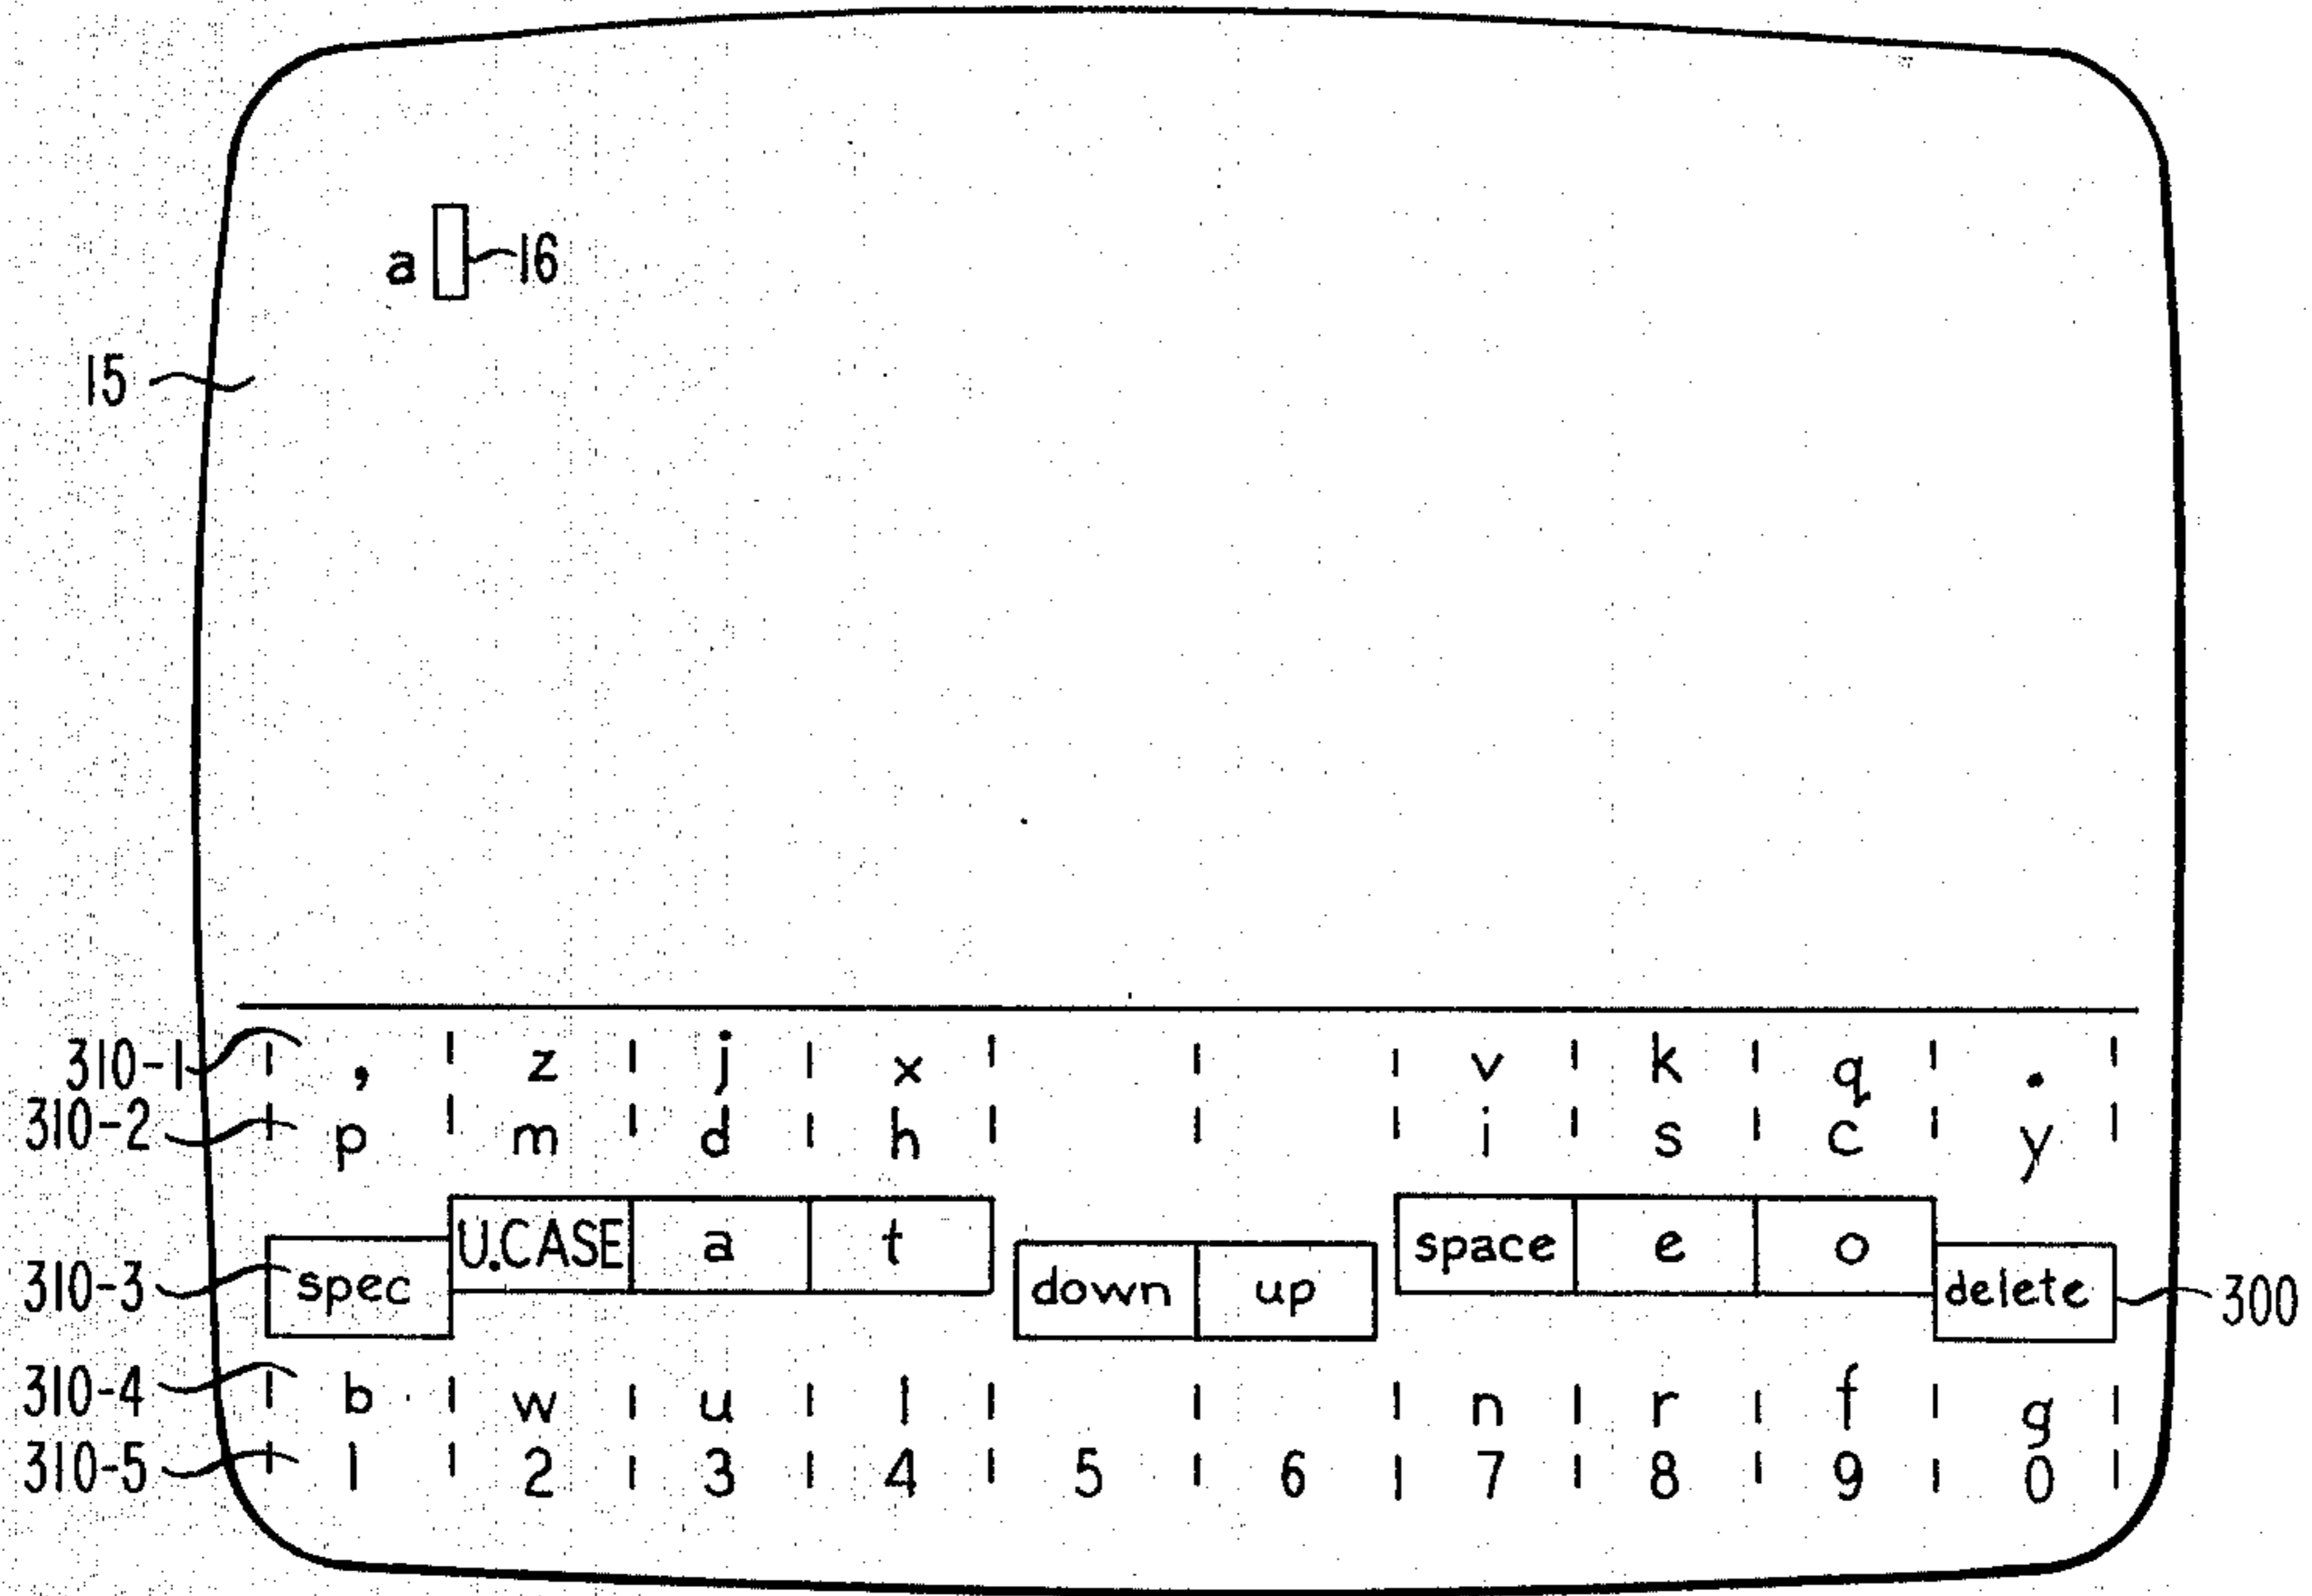 a 16
15
310-1 , z j x v k q .
310-2 p m d h i s c y
U.CASE a t space e o
310-3 spec down up delete 300
310-4 b w u l n r f g
310-5 1 2 3 4 5 6 7 8 9 0